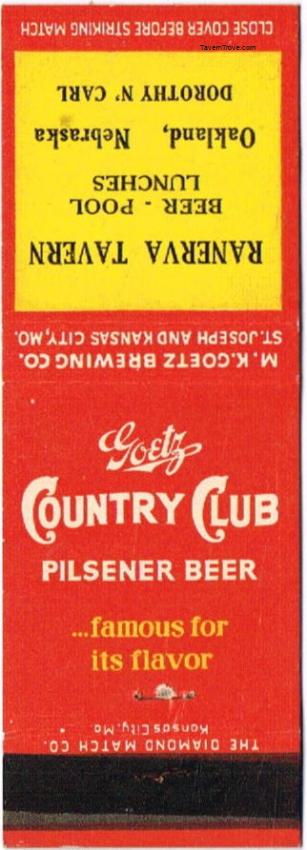 CLOSE COVER BEFORE STRIKING MATCH
TavernTrove.com
RANERVA TAVERN
BEER - POOL
LUNCHES
Oakland, Nebraska
DOROTHY N' CARL
M.K.GOETZ BREWING CO.
ST.JOSEPH AND KANSAS CITY,MO.
Goetz
COUNTRY CLUB
PILSENER BEER
...famous for
its flavor
THE DIAMOND MATCH CO.
Kansas City, Mo